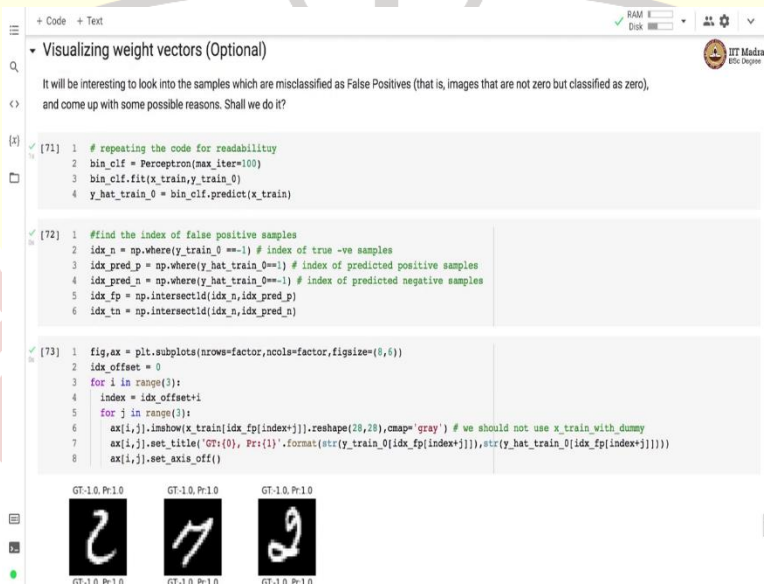 + Code + Text
RAM
Disk
IIT Madra
BSc Degree
Visualizing weight vectors (Optional)
It will be interesting to look into the samples which are misclassified as False Positives (that is, images that are not zero but classified as zero),
and come up with some possible reasons. Shall we do it?
[71] 1 # repeating the code for readabilituy
2 bin_clf = Perceptron(max_iter=100)
3 bin_clf.fit(x_train,y_train_0)
4 y_hat_train_0 = bin_clf.predict(x_train)
[72] 1 #find the index of false positive samples
2 idx_n = np.where(y_train_0 ==-1) # index of true -ve samples
3 idx_pred_p = np.where(y_hat_train_0==1) # index of predicted positive samples
4 idx_pred_n = np.where(y_hat_train_0==-1) # index of predicted negative samples
5 idx_fp = np.intersect1d(idx_n,idx_pred_p)
6 idx_tn = np.intersect1d(idx_n,idx_pred_n)
[73] 1 fig,ax = plt.subplots(nrows=factor,ncols=factor,figsize=(8,6))
2 idx_offset = 0
3 for i in range(3):
4 index = idx_offset+i
5 for j in range(3):
6 ax[i,j].imshow(x_train[idx_fp[index+j]].reshape(28,28),cmap='gray') # we should not use x_train_with_dummy
7 ax[i,j].set_title('GT:{0}, Pr:{1}'.format(str(y_train_0[idx_fp[index+j]]),str(y_hat_train_0[idx_fp[index+j]])))
8 ax[i,j].set_axis_off()
GT:-1.0, Pr:1.0 GT:-1.0, Pr:1.0 GT:-1.0, Pr:1.0
GT:-1.0, Pr:1.0 GT:-1.0, Pr:1.0 GT:-1.0, Pr:1.0